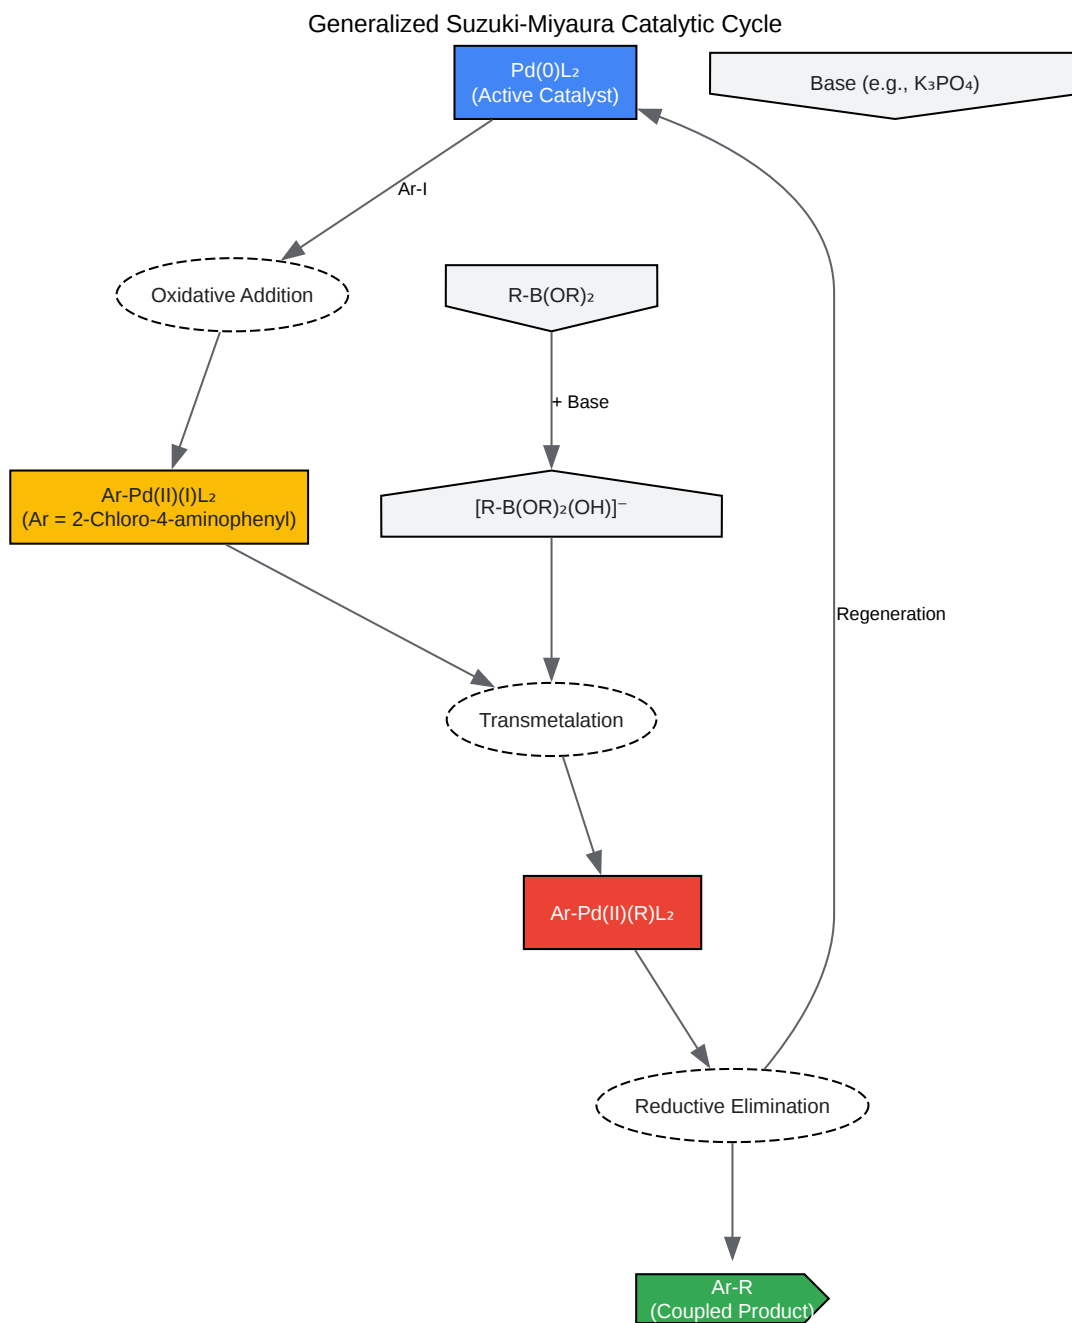 Generalized Suzuki-Miyaura Catalytic Cycle
Pd(0)L₂
(Active Catalyst)
Base (e.g., K₃PO₄)
Ar-I
Oxidative Addition
R-B(OR)₂
+ Base
Ar-Pd(II)(I)L₂
(Ar = 2-Chloro-4-aminophenyl)
[R-B(OR)₂(OH)]⁻
Regeneration
Transmetalation
Ar-Pd(II)(R)L₂
Reductive Elimination
Ar-R
(Coupled Product)